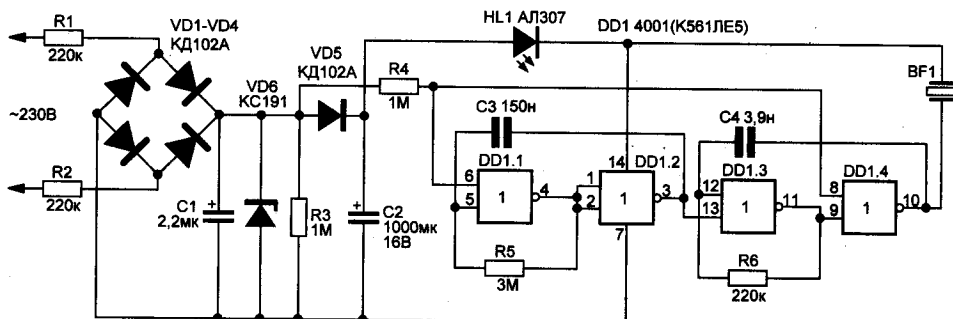 R1
220к
~230В
R2
220к
VD1-VD4
КД102А
VD6
КС191
VD5
КД102А
C1
2,2мк
+
R3
1М
+
C2
1000мк
16В
R4
1М
HL1 АЛ307
DD1 4001(К561ЛЕ5)
C3 150н
DD1.1
6
5
1
4
R5
3М
14
DD1.2
1
2
1
3
7
C4 3,9н
DD1.3
12
13
1
11
R6
220к
DD1.4
8
9
1
10
BF1